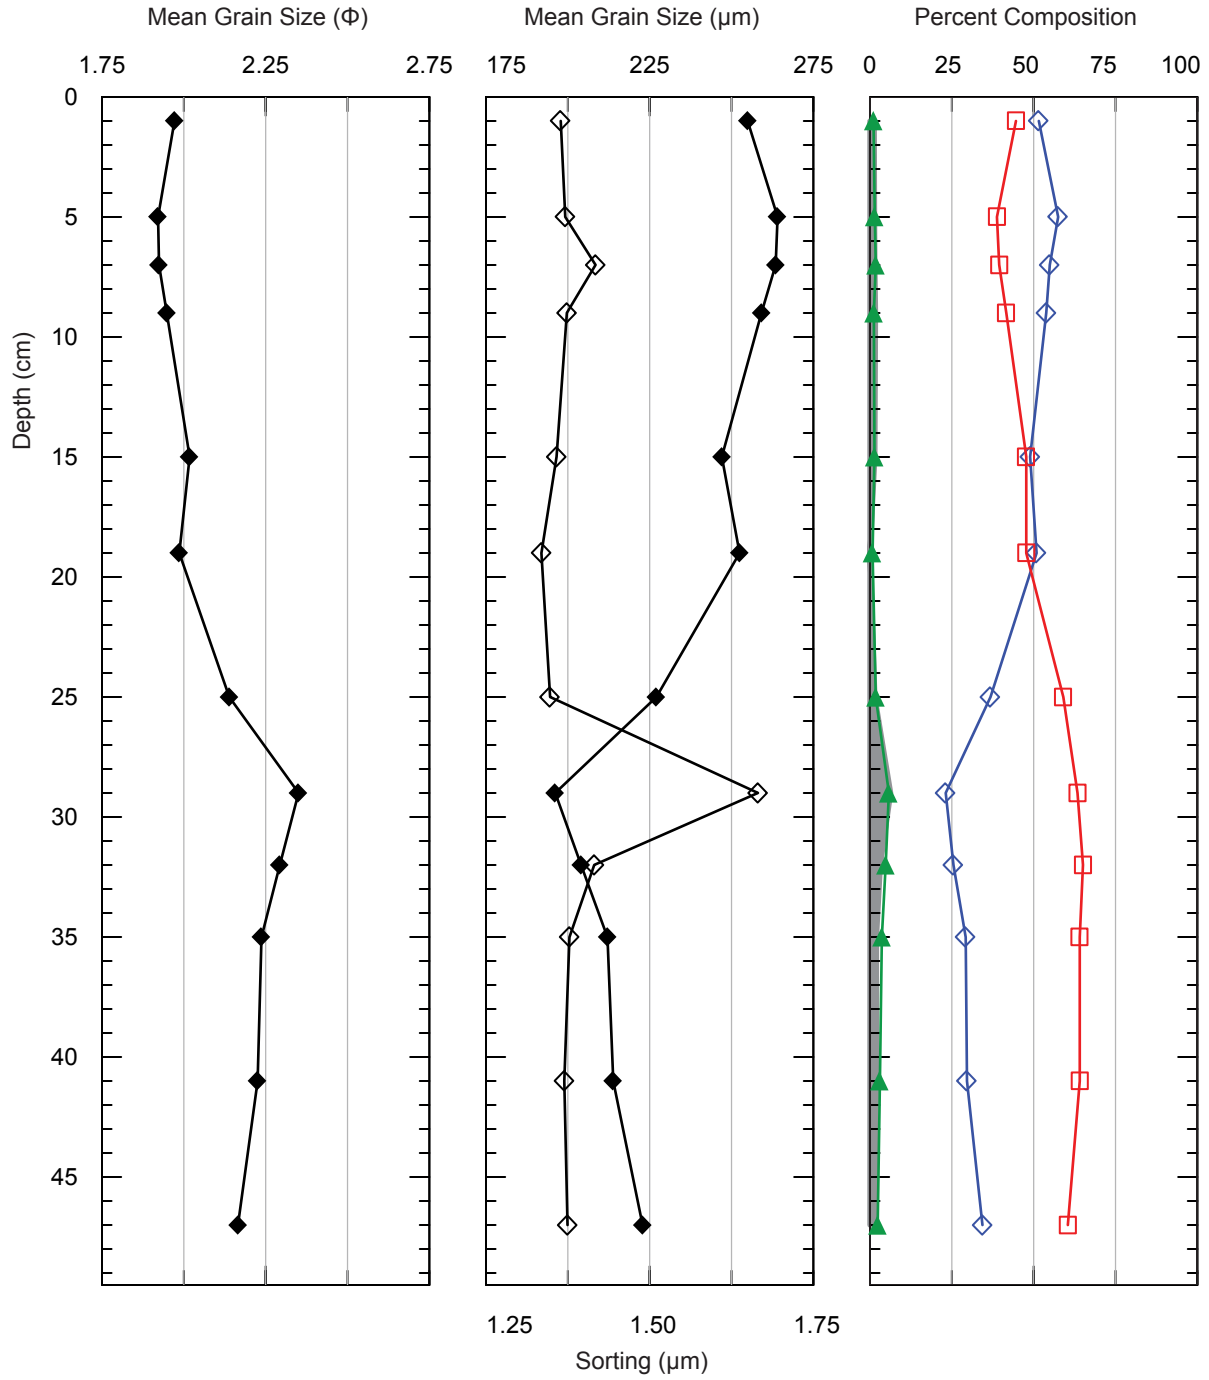 Mean Grain Size (Φ) Mean Grain Size (µm) Percent Composition
1.75 2.25 2.75 175 225 275 0 25 50 75 100
0
5
10
15
20
25
30
35
40
45
Depth (cm)
1.25 1.50 1.75
Sorting (µm)